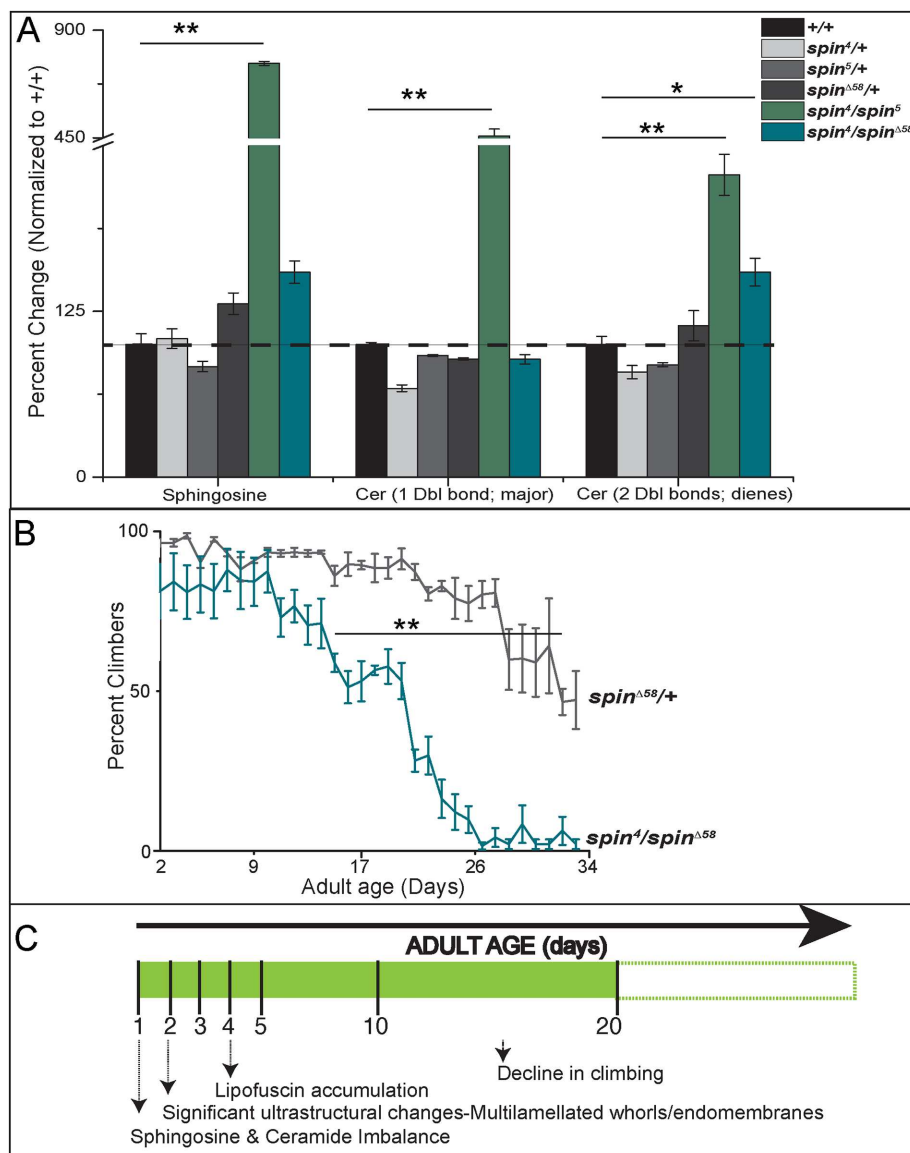 A
Percent Change (Normalized to +/+)
900
450
125
0
**
**
*
**
+/+
spin⁴/+
spin⁵/+
spinΔ⁵⁸/+
spin⁴/spin⁵
spin⁴/spinΔ⁵⁸
Sphingosine
Cer (1 Dbl bond; major)
Cer (2 Dbl bonds; dienes)
B
Percent Climbers
100
50
0
**
spinΔ⁵⁸/+
spin⁴/spinΔ⁵⁸
2 9 17 26 34
Adult age (Days)
C
ADULT AGE (days)
1 2 3 4 5 10 20
Decline in climbing
Lipofuscin accumulation
Significant ultrastructural changes-Multilamellated whorls/endomembranes
Sphingosine & Ceramide Imbalance